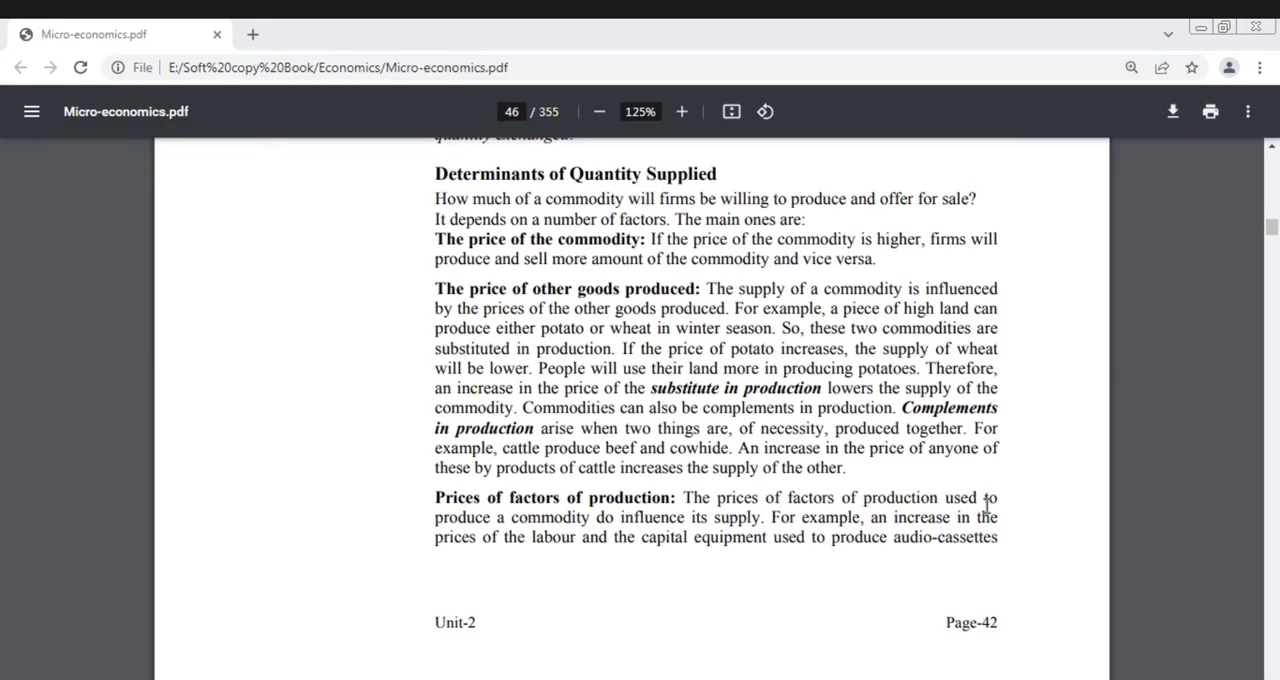 Micro-economics.pdf
File | E:/Soft%20copy%20Book/Economics/Micro-economics.pdf
Micro-economics.pdf 46 / 355 125%
quantity exchanged.
Determinants of Quantity Supplied
How much of a commodity will firms be willing to produce and offer for sale?
It depends on a number of factors. The main ones are:
The price of the commodity: If the price of the commodity is higher, firms will
produce and sell more amount of the commodity and vice versa.
The price of other goods produced: The supply of a commodity is influenced
by the prices of the other goods produced. For example, a piece of high land can
produce either potato or wheat in winter season. So, these two commodities are
substituted in production. If the price of potato increases, the supply of wheat
will be lower. People will use their land more in producing potatoes. Therefore,
an increase in the price of the substitute in production lowers the supply of the
commodity. Commodities can also be complements in production. Complements
in production arise when two things are, of necessity, produced together. For
example, cattle produce beef and cowhide. An increase in the price of anyone of
these by products of cattle increases the supply of the other.
Prices of factors of production: The prices of factors of production used to
produce a commodity do influence its supply. For example, an increase in the
prices of the labour and the capital equipment used to produce audio-cassettes
Unit-2 Page-42